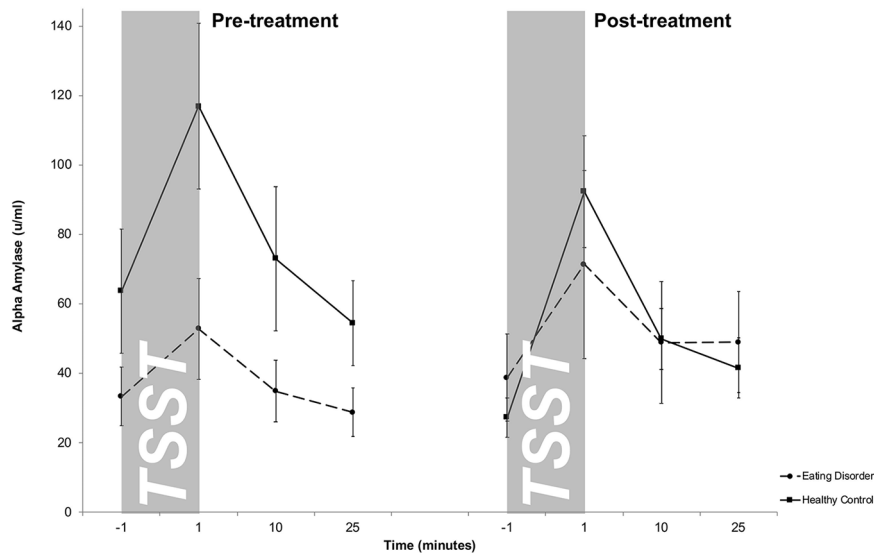 Pre-treatment
Post-treatment
140
120
100
80
60
40
20
0
Alpha Amylase (u/ml)
TSST
TSST
-1 1 10 25 -1 1 10 25
Time (minutes)
Eating Disorder
Healthy Control